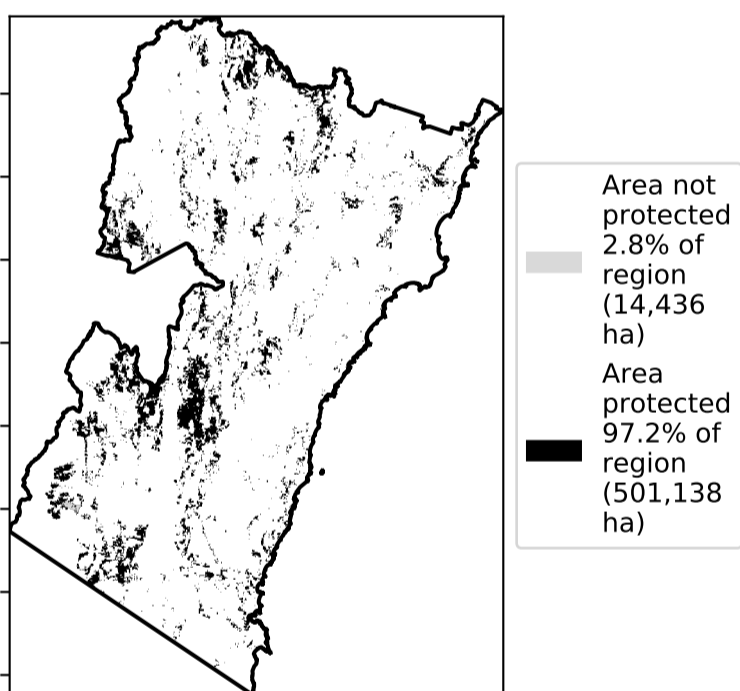 Area not
protected
2.8% of
region
(14,436
ha)
Area
protected
97.2% of
region
(501,138
ha)